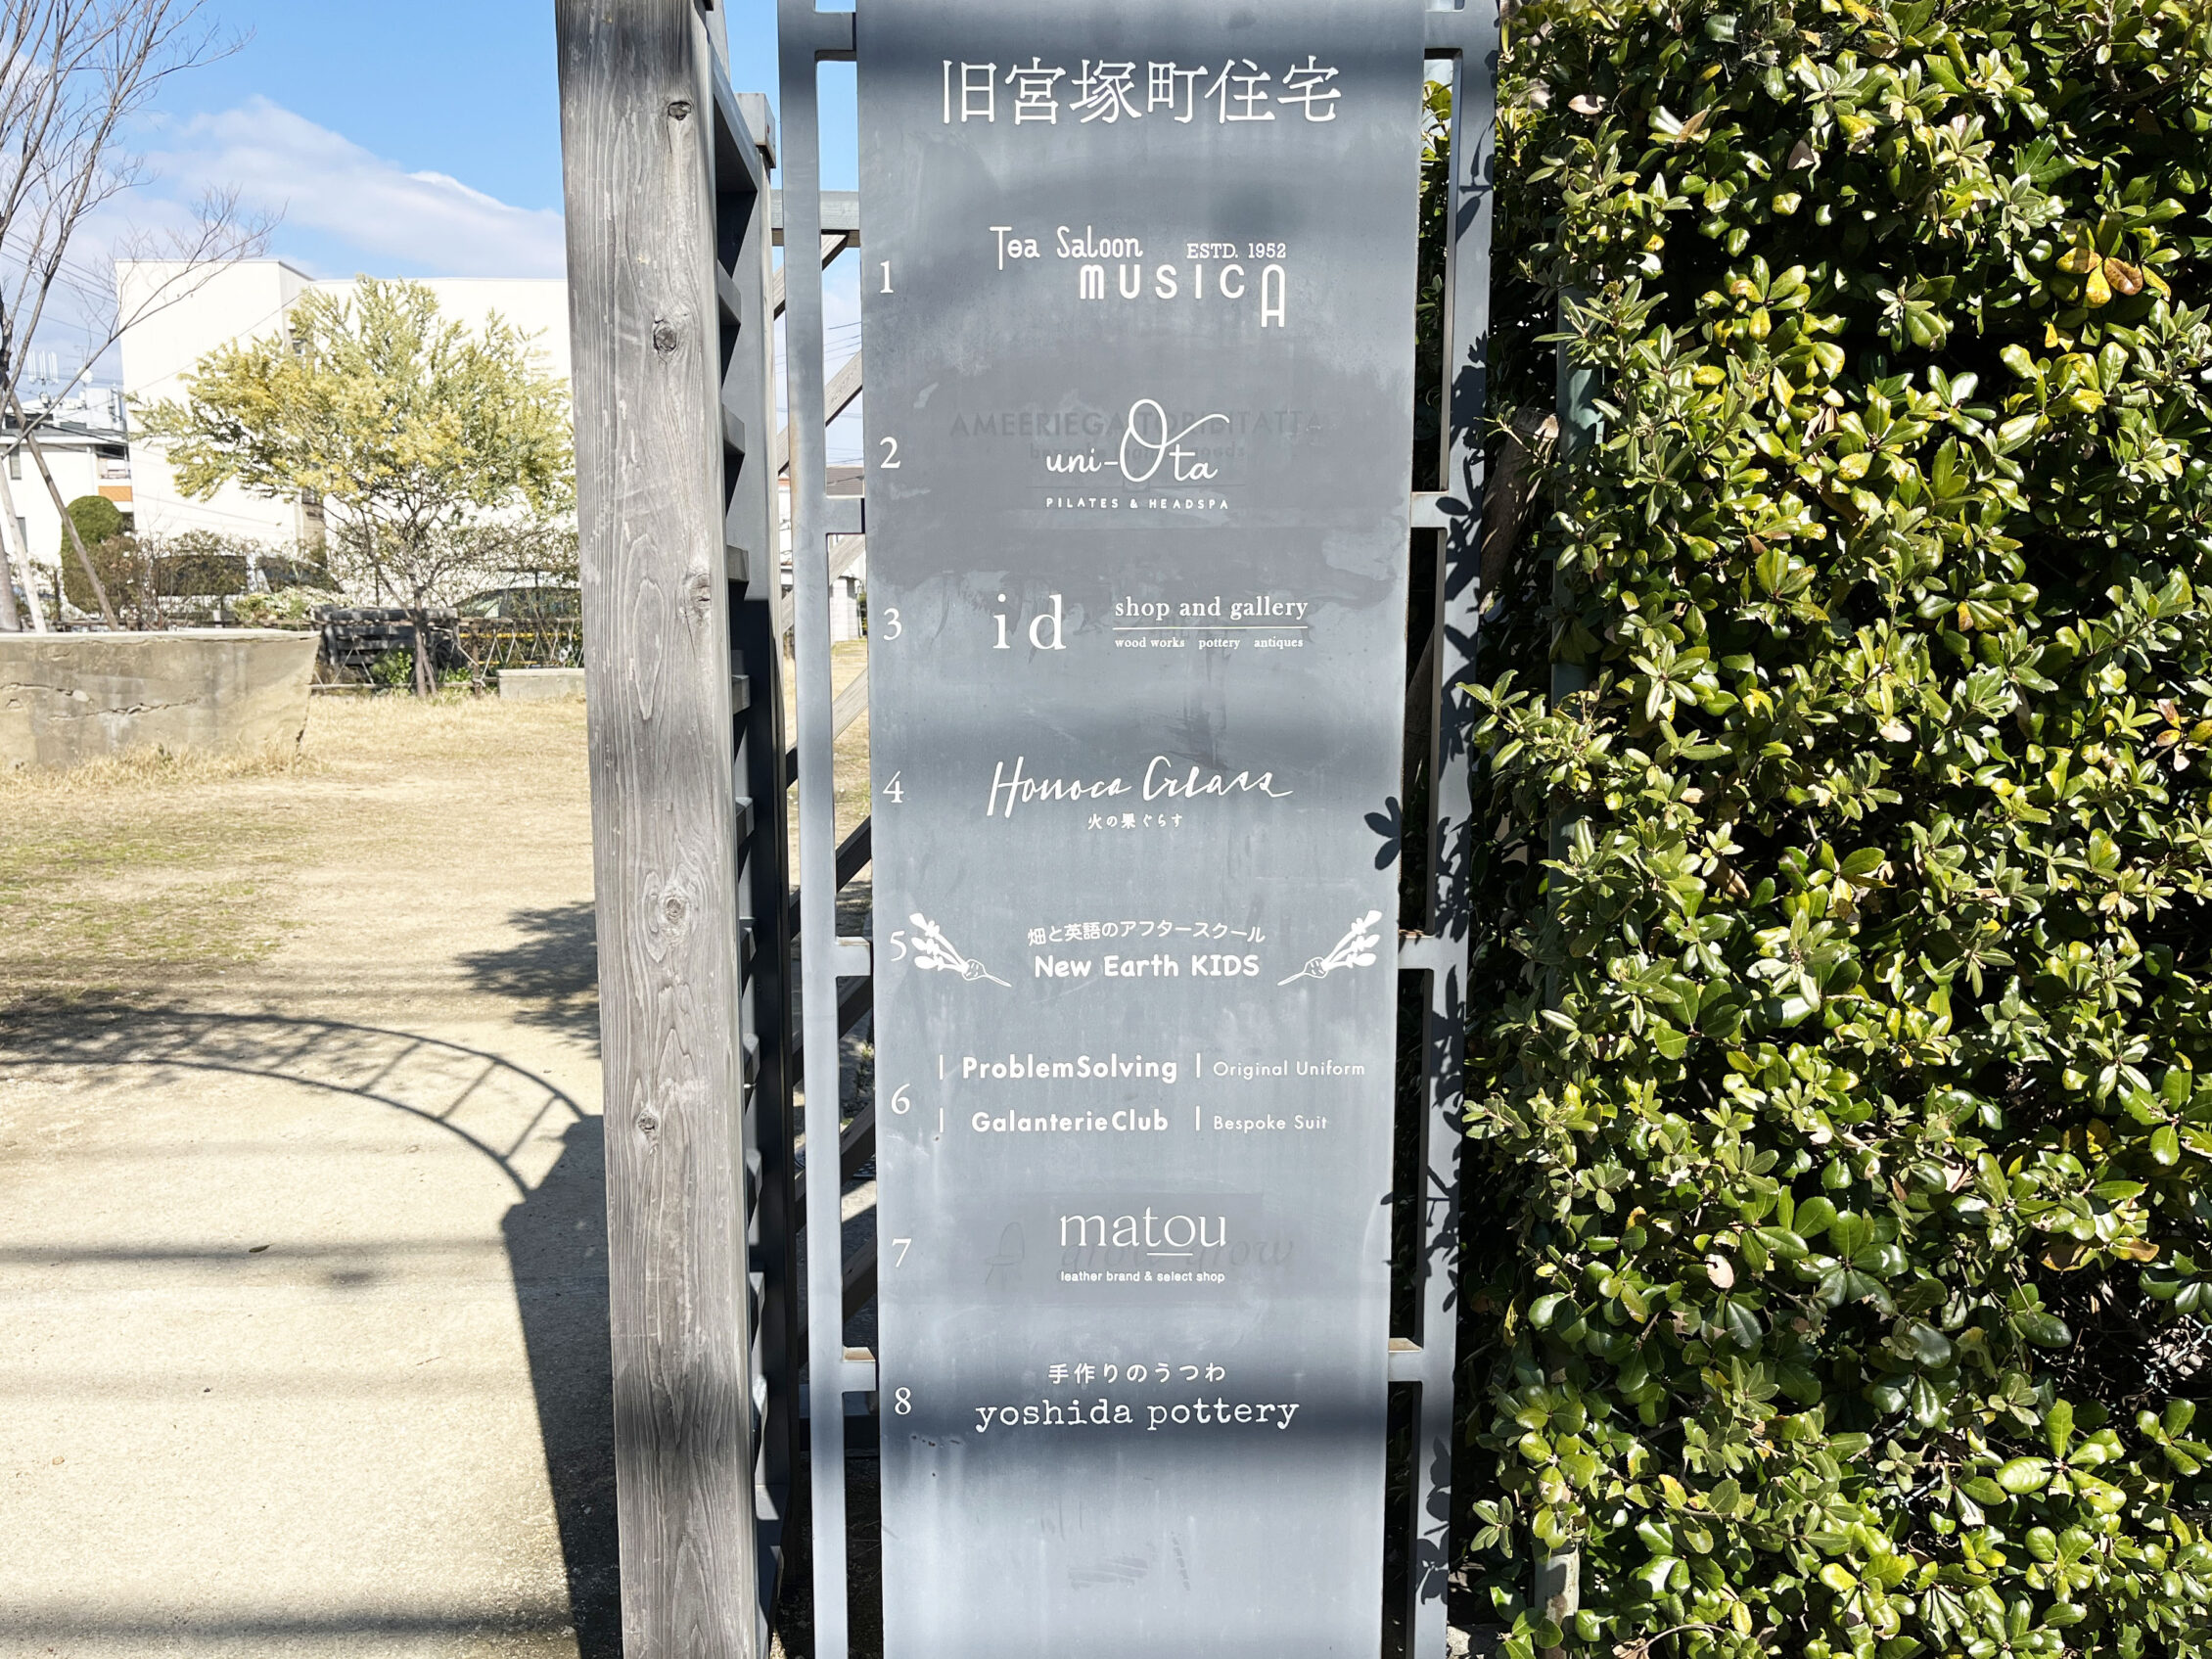 旧宮塚町住宅
1
Tea Saloon ESTD. 1952
MUSICA
AMEERIEGA
2
uni-Ota
PILATES & HEADSPA
3
id shop and gallery
wood works pottery antiques
4
Honoca Glass
火の果ぐらす
5
畑と英語のアフタースクール
New Earth KIDS
6
ProblemSolving | Original Uniform
GalanterieClub | Bespoke Suit
7
matou
leather brand & select shop
8
手作りのうつわ
yoshida pottery